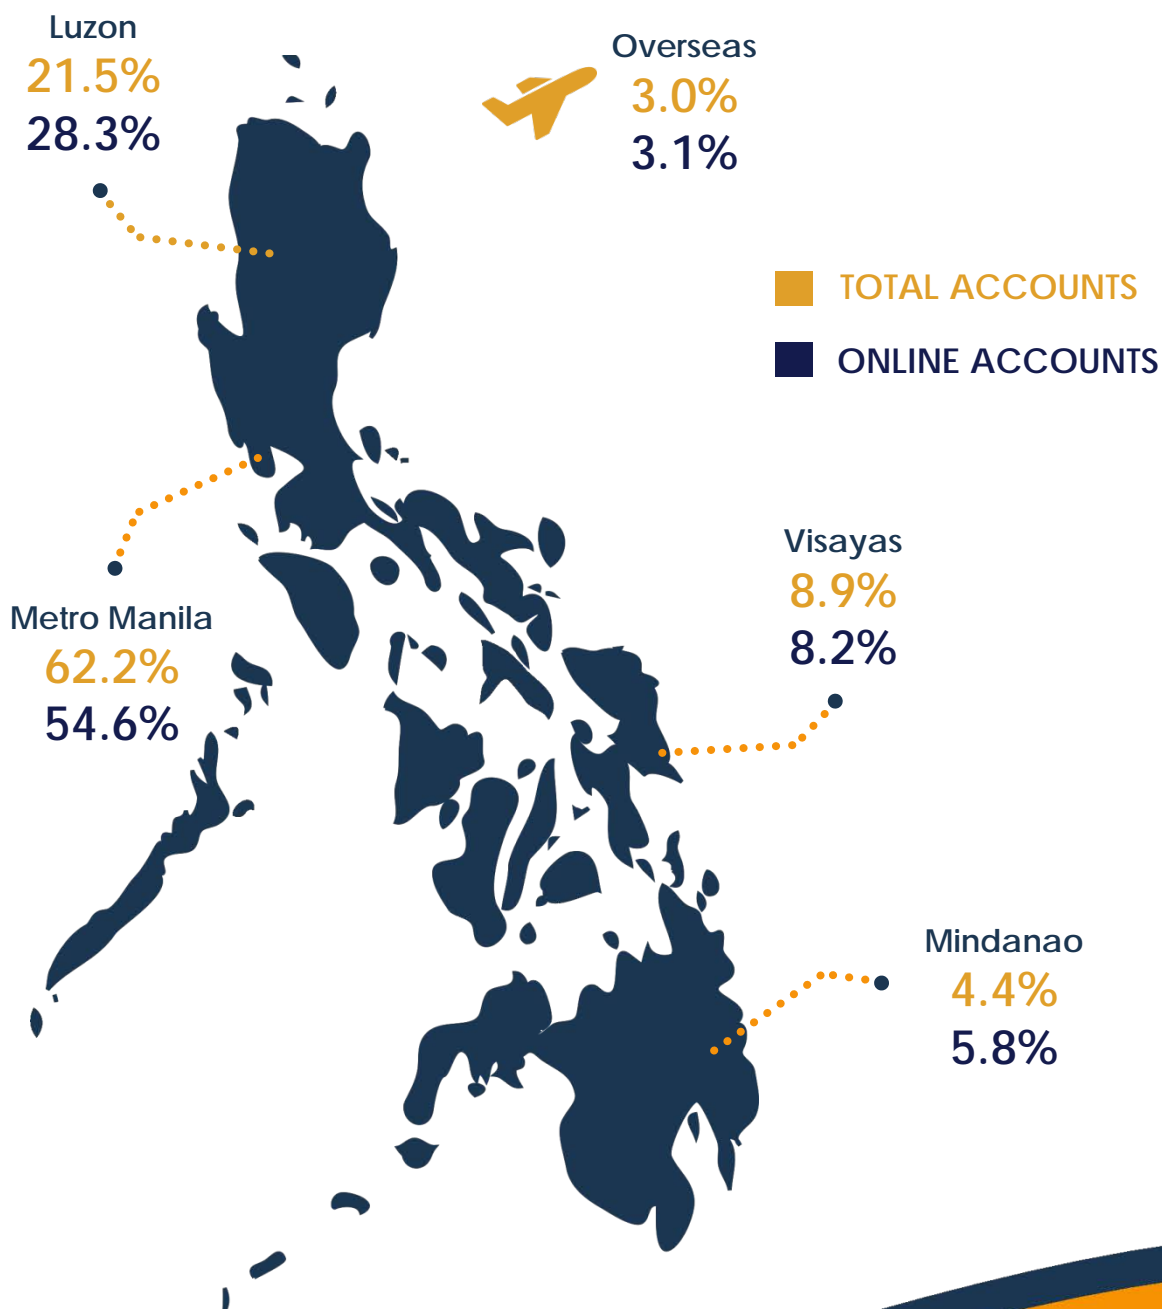 Luzon
21.5%
28.3%
Overseas
3.0%
3.1%
TOTAL ACCOUNTS
ONLINE ACCOUNTS
Visayas
8.9%
8.2%
Metro Manila
62.2%
54.6%
Mindanao
4.4%
5.8%